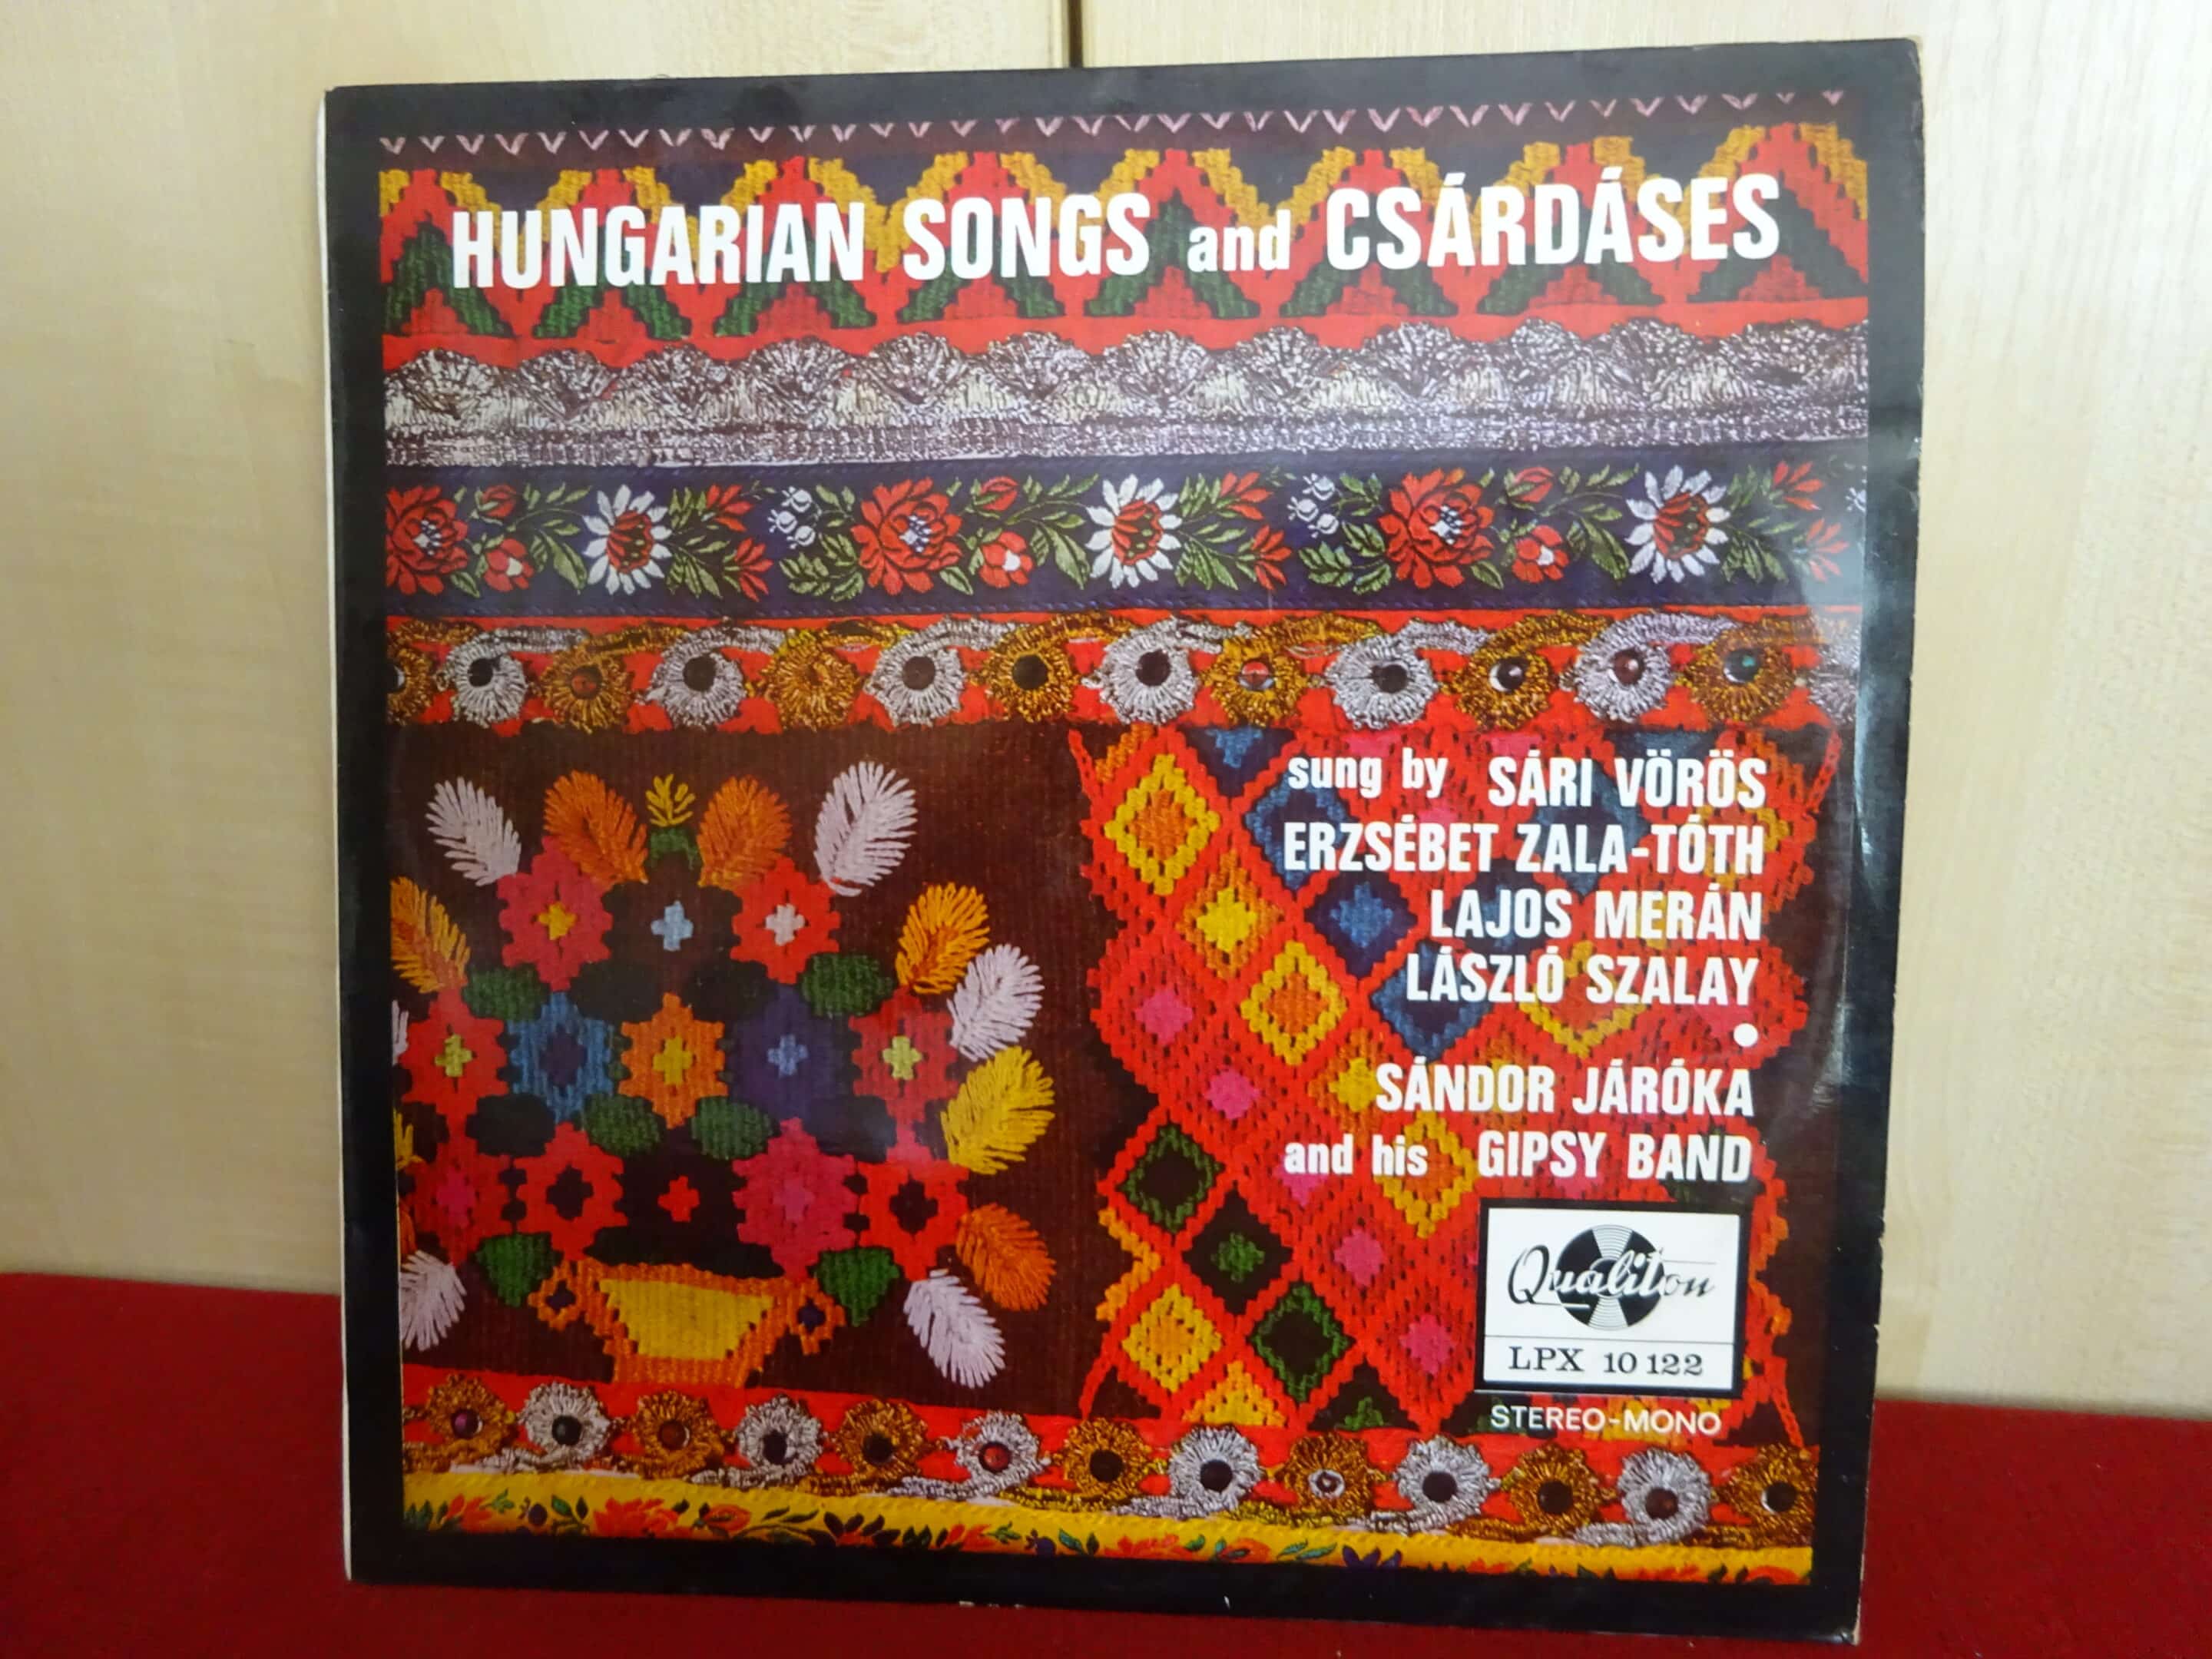 HUNGARIAN SONGS and CSÁRDÁSES
sung by SÁRI VÖRÖS
ERZSÉBET ZALA-TÓTH
LAJOS MERÁN
LÁSZLÓ SZALAY
•
SÁNDOR JÁRÓKA
and his GIPSY BAND
Qualiton
LPX 10 122
STEREO-MONO